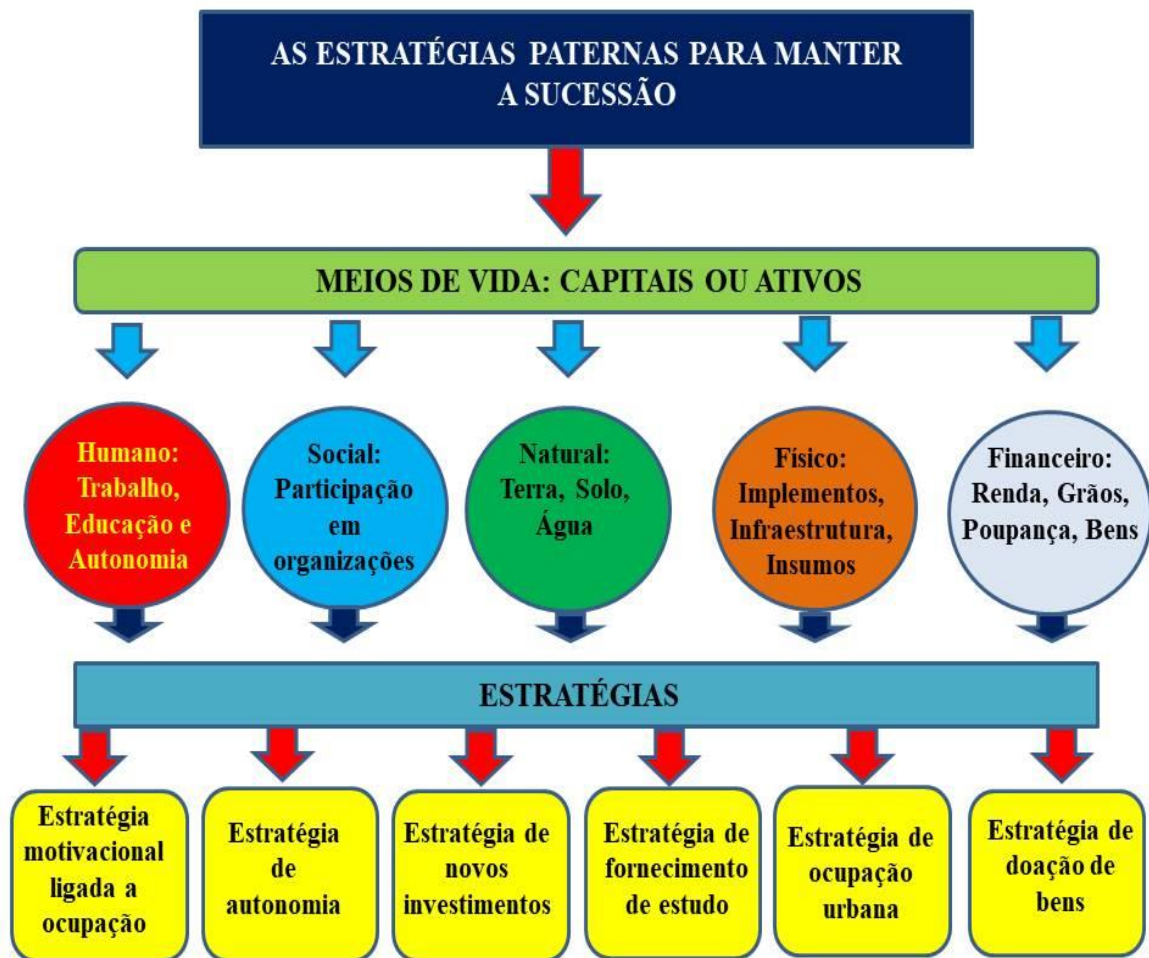 AS ESTRATÉGIAS PATERNAS PARA MANTER
A SUCESSÃO
MEIOS DE VIDA: CAPITAIS OU ATIVOS
Humano:
Trabalho,
Educação e
Autonomia
Social:
Participação
em
organizações
Natural:
Terra, Solo,
Água
Físico:
Implementos,
Infraestrutura,
Insumos
Financeiro:
Renda, Grãos,
Poupança, Bens
ESTRATÉGIAS
Estratégia
motivacional
ligada a
ocupação
Estratégia
de
autonomia
Estratégia de
novos
investimentos
Estratégia de
fornecimento
de estudo
Estratégia de
ocupação
urbana
Estratégia de
doação de
bens